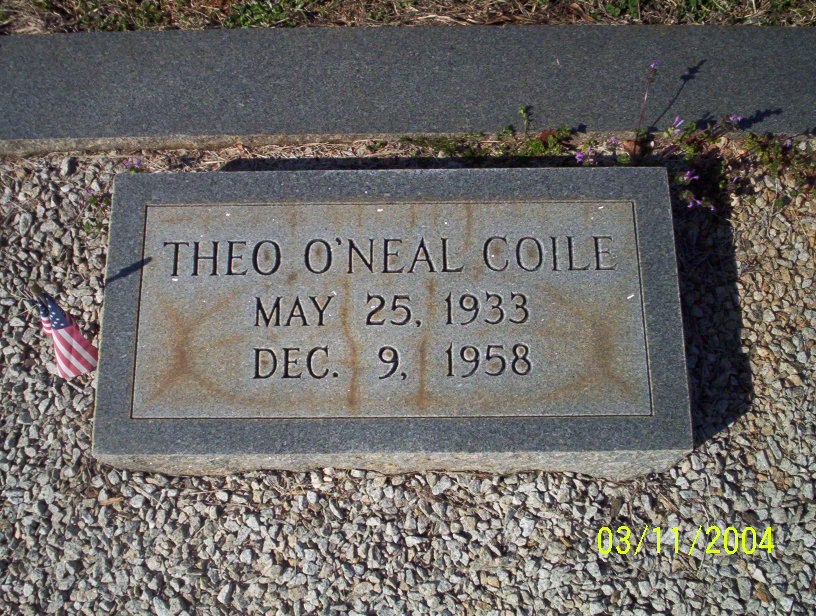 THEO O'NEAL COILE
MAY 25, 1933
DEC. 9, 1958
03/11/2004